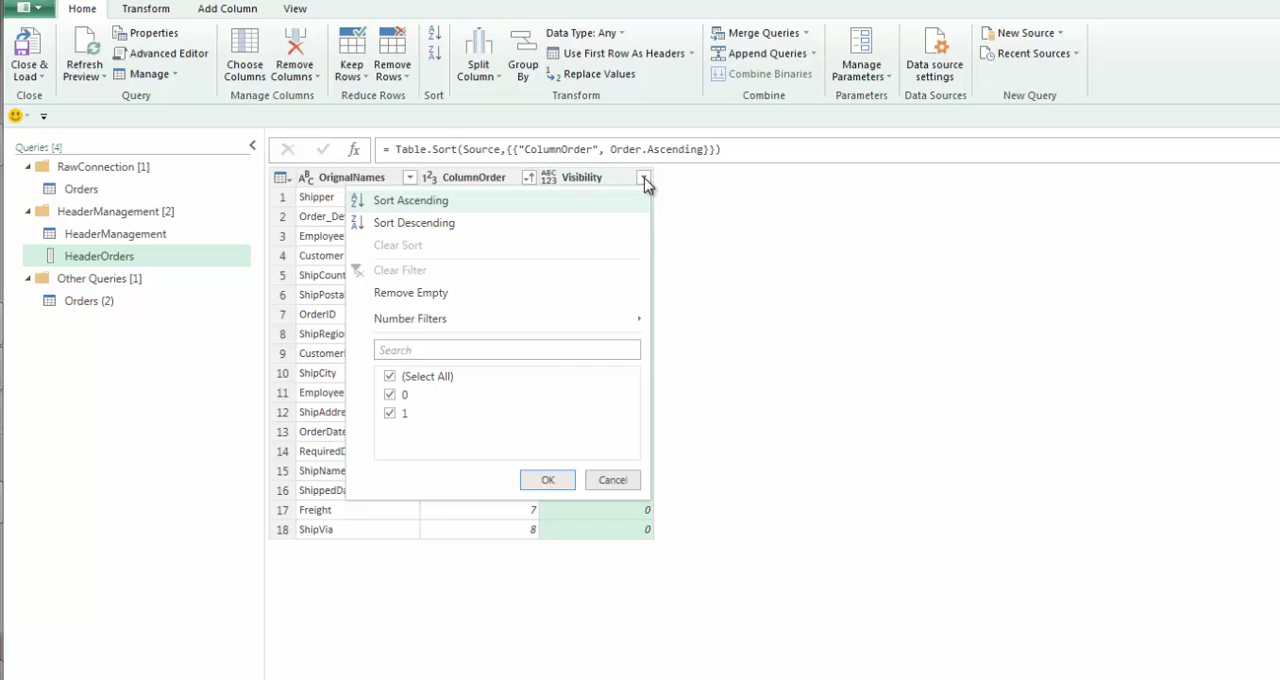 Home Transform Add Column View
Close & Load
Close
Refresh Preview
Properties
Advanced Editor
Manage
Query
Choose Columns
Remove Columns
Manage Columns
Keep Rows
Remove Rows
Reduce Rows
Sort
Split Column
Group By
Data Type: Any
Use First Row As Headers
Replace Values
Transform
Merge Queries
Append Queries
Combine Binaries
Combine
Manage Parameters
Parameters
Data source settings
Data Sources
New Source
Recent Sources
New Query
Queries [4]
RawConnection [1]
Orders
HeaderManagement [2]
HeaderManagement
HeaderOrders
Other Queries [1]
Orders (2)
fx = Table.Sort(Source,{{"ColumnOrder", Order.Ascending}})
ABC OrignalNames 123 ColumnOrder ABC 123 Visibility
1 Shipper
2 Order_De
3 Employee
4 Customer
5 ShipCount
6 ShipPosta
7 OrderID
8 ShipRegio
9 Customer
10 ShipCity
11 Employee
12 ShipAddre
13 OrderDate
14 RequiredD
15 ShipName
16 ShippedDa
17 Freight 7 0
18 ShipVia 8 0
Sort Ascending
Sort Descending
Clear Sort
Clear Filter
Remove Empty
Number Filters
Search
(Select All)
0
1
OK Cancel